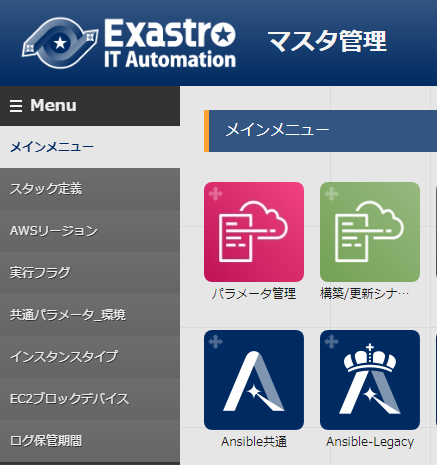 Exastro
IT Automation
マスタ管理
Menu
メインメニュー
スタック定義
AWSリージョン
実行フラグ
共通パラメータ_環境
インスタンスタイプ
EC2ブロックデバイス
ログ保管期間
メインメニュー
パラメータ管理
構築/更新シナ…
Ansible共通
Ansible-Legacy